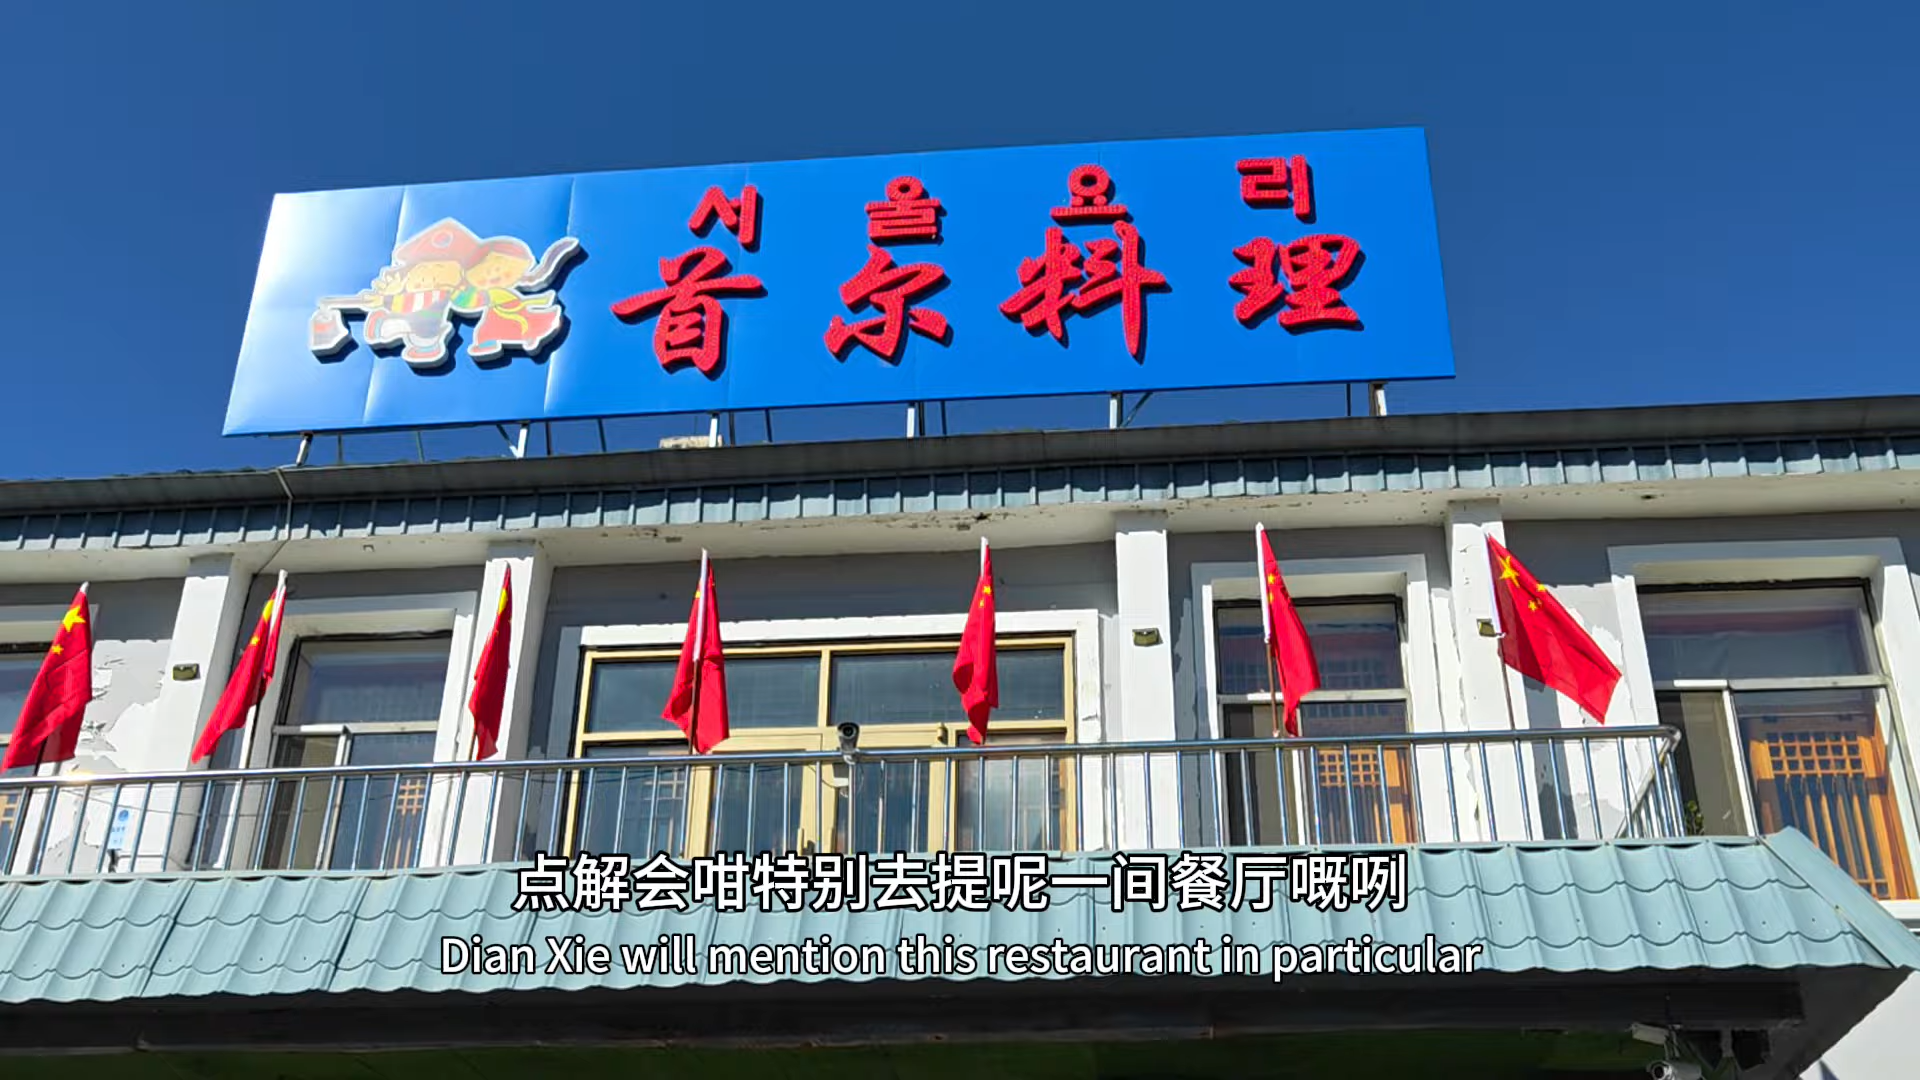 서울요리
首尔料理
点解会咁特别去提呢一间餐厅嘅咧
Dian Xie will mention this restaurant in particular